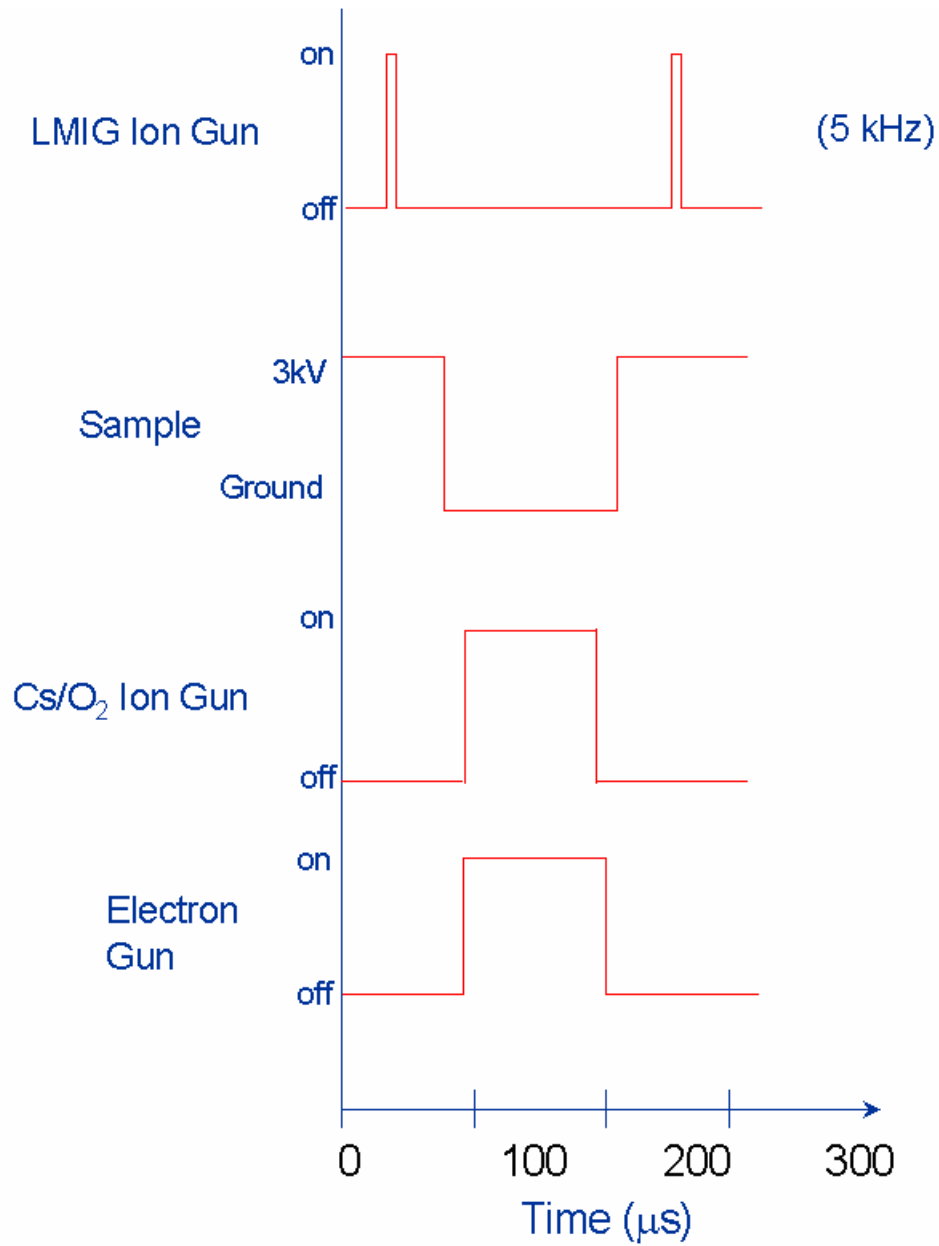 on
LMIG Ion Gun
(5 kHz)
off
3kV
Sample
Ground
on
Cs/O₂ Ion Gun
off
on
Electron
Gun
off
0 100 200 300
Time (μs)